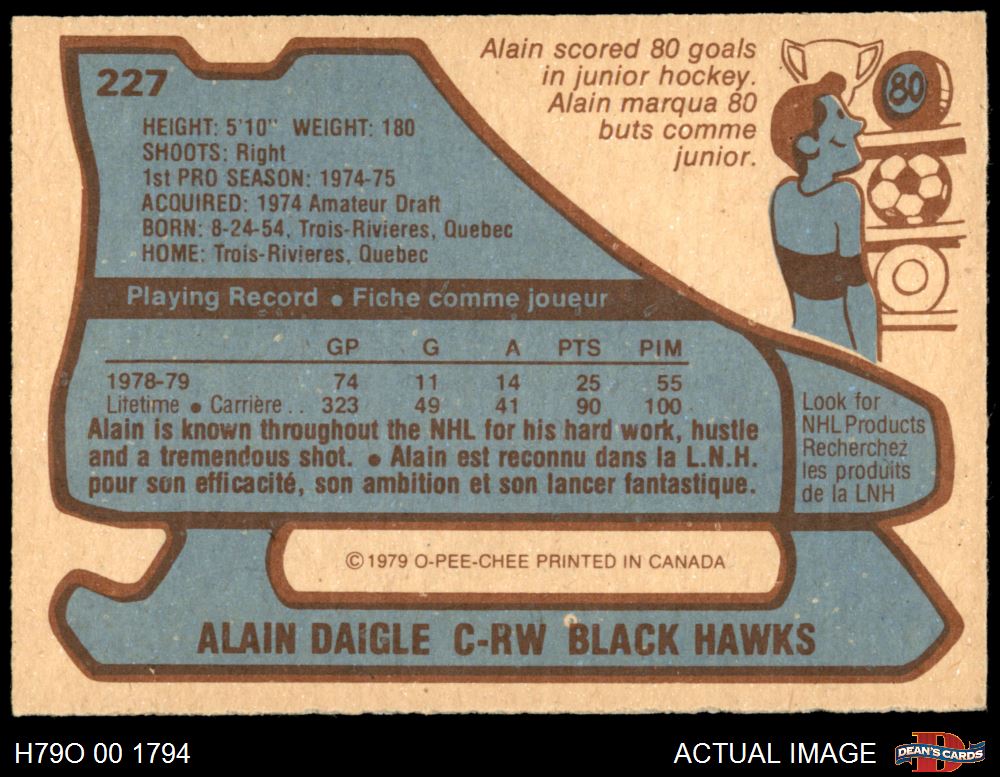 227
Alain scored 80 goals
in junior hockey.
Alain marqua 80
buts comme
junior.
80
HEIGHT: 5'10" WEIGHT: 180
SHOOTS: Right
1st PRO SEASON: 1974-75
ACQUIRED: 1974 Amateur Draft
BORN: 8-24-54, Trois-Rivieres, Quebec
HOME: Trois-Rivieres, Quebec
Playing Record ● Fiche comme joueur
GP G A PTS PIM
1978-79 74 11 14 25 55
Lifetime ● Carrière . . 323 49 41 90 100
Alain is known throughout the NHL for his hard work, hustle
and a tremendous shot. ● Alain est reconnu dans la L.N.H.
pour son efficacité, son ambition et son lancer fantastique.
Look for
NHL Products
Recherchez
les produits
de la LNH
©1979 O-PEE-CHEE PRINTED IN CANADA
ALAIN DAIGLE C-RW BLACK HAWKS
H79O 00 1794
ACTUAL IMAGE
D
DEAN'S CARDS